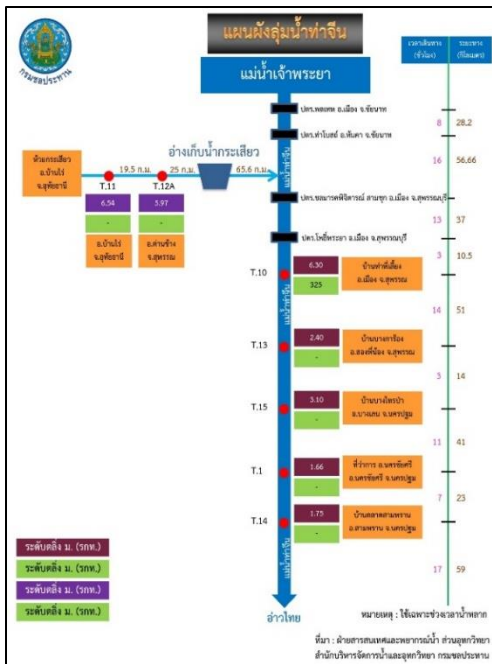 แผนผังลุ่มน้ำท่าจีน
เวลาเดินทาง
(ชั่วโมง)
ระยะทาง
(กิโลเมตร)
กรมชลประทาน
แม่น้ำเจ้าพระยา
ปตร.พลเทพ อ.เมือง จ.ชัยนาท
8
28.2
ปตร.ท่าโบสถ์ อ.หันคา จ.ชัยนาท
อ่างเก็บน้ำกระเสียว
16
56.66
ห้วยกระเสียว
อ.บ้านไร่
จ.อุทัยธานี
19.5 ก.ม.
25 ก.ม.
65.6 ก.ม.
T.11
T.12A
แม่น้ำท่าจีน
6.54
3.97
-
-
ปตร.ชลมารคพิจารณ์ สามชุก อ.เมือง จ.สุพรรณบุรี
13
37
อ.บ้านไร่
จ.อุทัยธานี
อ.ด่านช้าง
จ.สุพรรณ
ปตร.โพธิ์พระยา อ.เมือง จ.สุพรรณบุรี
3
10.5
T.10
6.30
325
บ้านท่าพี่เลี้ยง
อ.เมือง จ.สุพรรณ
แม่น้ำท่าจีน
14
51
T.13
2.40
-
อ.สองพี่น้อง จ.สุพรรณ
3
14
T.15
3.10
-
บ้านบางไทรป่า
อ.บางเลน จ.นครปฐม
11
41
T.1
1.66
-
ที่ว่าการ อ.นครชัยศรี
อ.นครชัยศรี จ.นครปฐม
7
23
T.14
1.75
-
บ้านตลาดสามพราน
อ.สามพราน จ.นครปฐม
แม่น้ำท่าจีน
17
59
ระดับตลิ่ง ม. (รทก.)
ระดับตลิ่ง ม. (รทก.)
ระดับตลิ่ง ม. (รทก.)
ระดับตลิ่ง ม. (รทก.)
อ่าวไทย
หมายเหตุ : ใช้เฉพาะช่วงเวลาน้ำหลาก
ที่มา : ฝ่ายสารสนเทศและพยากรณ์น้ำ ส่วนอุทกวิทยา
สำนักบริหารจัดการน้ำและอุทกวิทยา กรมชลประทาน